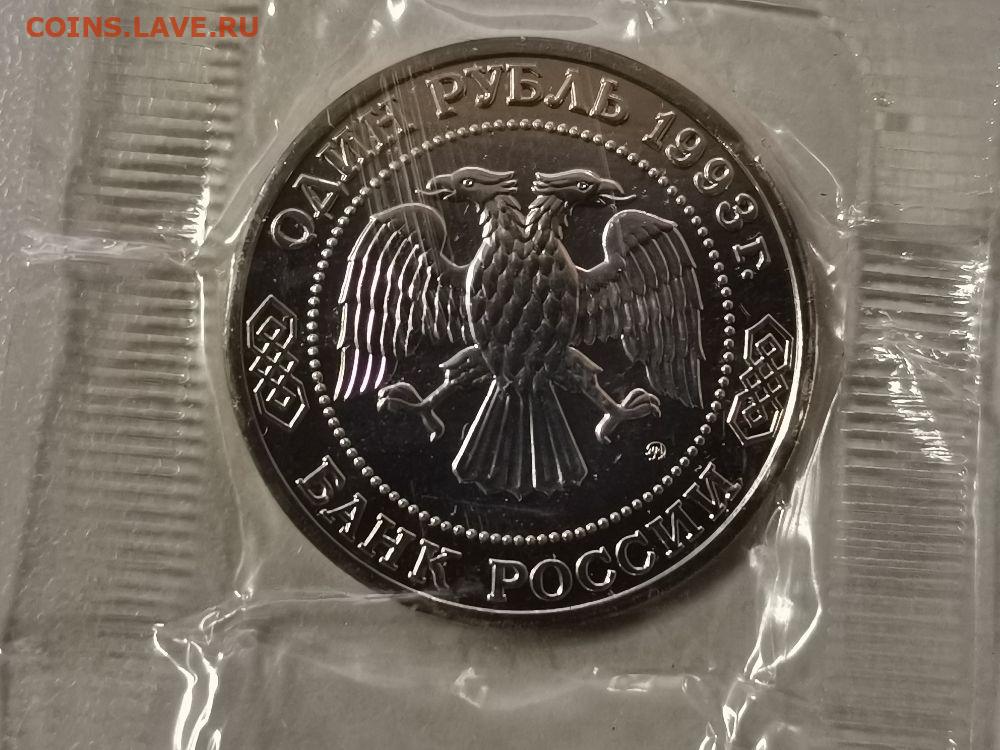 COINS.LAVE.RU
ОДИН РУБЛЬ 1993 г.
БАНК РОССИИ